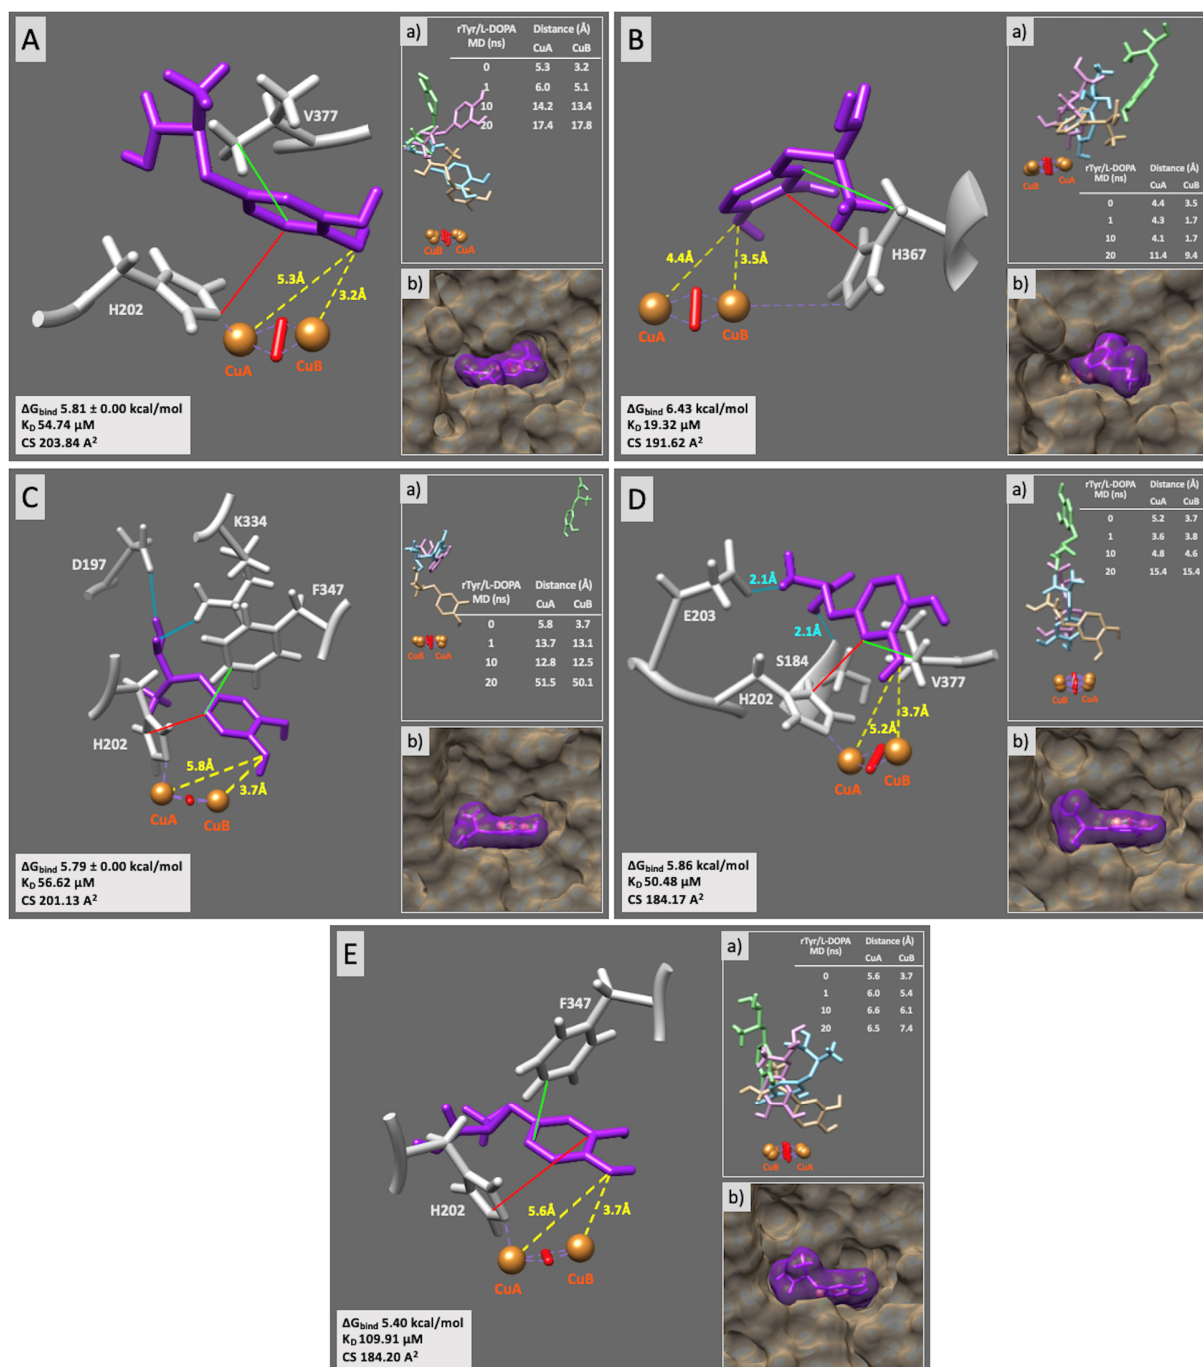 A
V377
H202
5.3Å
3.2Å
CuA
CuB
ΔGbind 5.81 ± 0.00 kcal/mol
KD 54.74 µM
CS 203.84 A²
a)
rTyr/L-DOPA Distance (Å)
MD (ns) CuA CuB
0 5.3 3.2
1 6.0 5.1
10 14.2 13.4
20 17.4 17.8
CuB CuA
b)
B
H367
4.4Å
3.5Å
CuA
CuB
ΔGbind 6.43 kcal/mol
KD 19.32 µM
CS 191.62 A²
a)
CuB CuA
rTyr/L-DOPA Distance (Å)
MD (ns) CuA CuB
0 4.4 3.5
1 4.3 1.7
10 4.1 1.7
20 11.4 9.4
b)
C
K334
D197
F347
H202
5.8Å
3.7Å
CuA
CuB
ΔGbind 5.79 ± 0.00 kcal/mol
KD 56.62 µM
CS 201.13 A²
a)
rTyr/L-DOPA Distance (Å)
MD (ns) CuA CuB
CuB CuA
0 5.8 3.7
1 13.7 13.1
10 12.8 12.5
20 51.5 50.1
b)
D
2.1Å
E203
2.1Å
S184
H202
V377
3.7Å
5.2Å
CuA
CuB
ΔGbind 5.86 kcal/mol
KD 50.48 µM
CS 184.17 A²
a)
rTyr/L-DOPA Distance (Å)
MD (ns) CuA CuB
0 5.2 3.7
1 3.6 3.8
10 4.8 4.6
20 15.4 15.4
CuB CuA
b)
E
F347
H202
5.6Å
3.7Å
CuA
CuB
ΔGbind 5.40 kcal/mol
KD 109.91 µM
CS 184.20 A²
a)
rTyr/L-DOPA Distance (Å)
MD (ns) CuA CuB
0 5.6 3.7
1 6.0 5.4
10 6.6 6.1
20 6.5 7.4
CuB CuA
b)